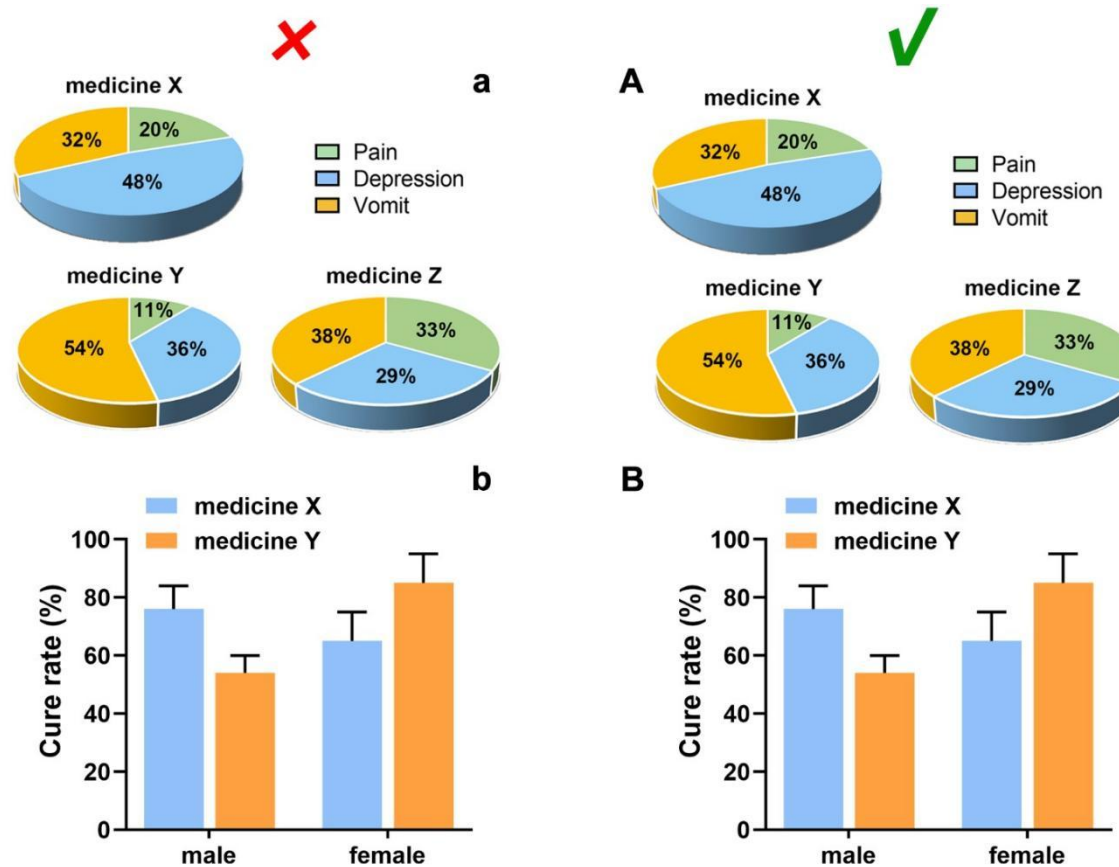 a
medicine X
32%
20%
48%
Pain
Depression
Vomit
medicine Y
11%
54%
36%
medicine Z
38%
33%
29%
b
medicine X
medicine Y
Cure rate (%)
100
80
60
40
20
0
male
female
A
medicine X
32%
20%
48%
Pain
Depression
Vomit
medicine Y
11%
54%
36%
medicine Z
38%
33%
29%
B
medicine X
medicine Y
Cure rate (%)
100
80
60
40
20
0
male
female